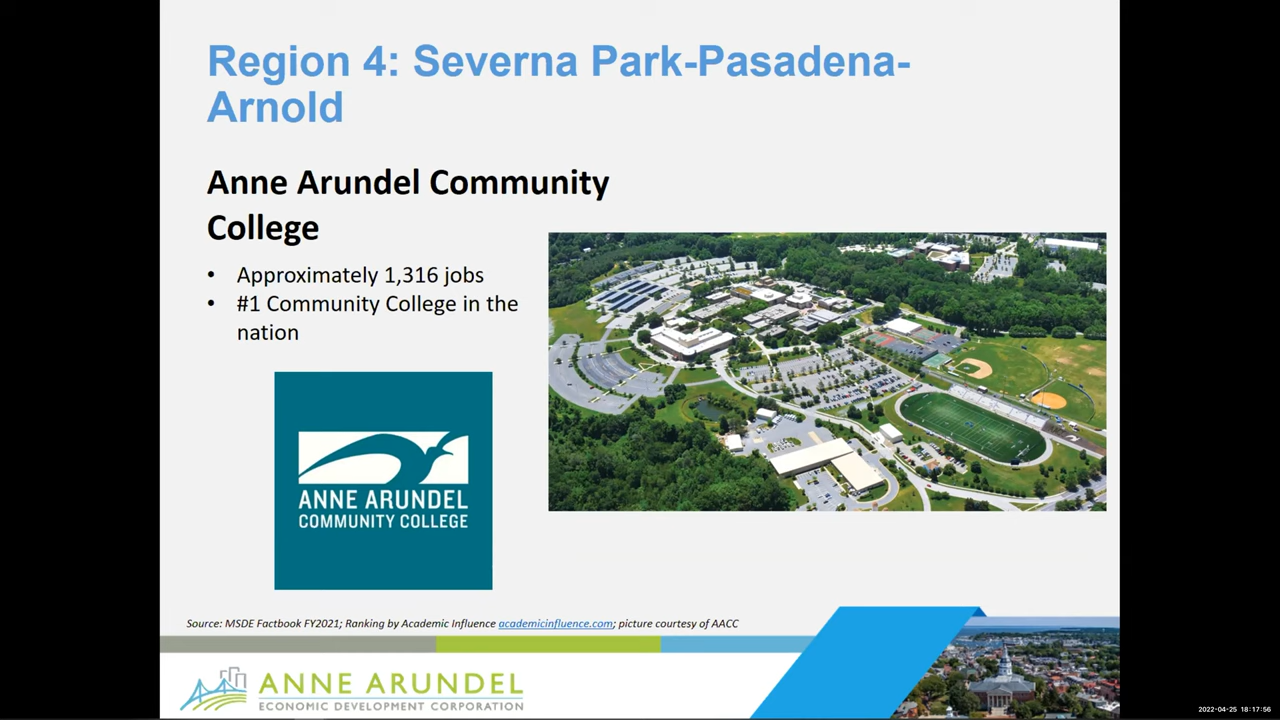 Region 4: Severna Park-Pasadena-
Arnold
Anne Arundel Community
College
• Approximately 1,316 jobs
• #1 Community College in the
nation
ANNE ARUNDEL
COMMUNITY COLLEGE
Source: MSDE Factbook FY2021; Ranking by Academic Influence academicinfluence.com; picture courtesy of AACC
ANNE ARUNDEL
ECONOMIC DEVELOPMENT CORPORATION
2022-04-25 18:17:56